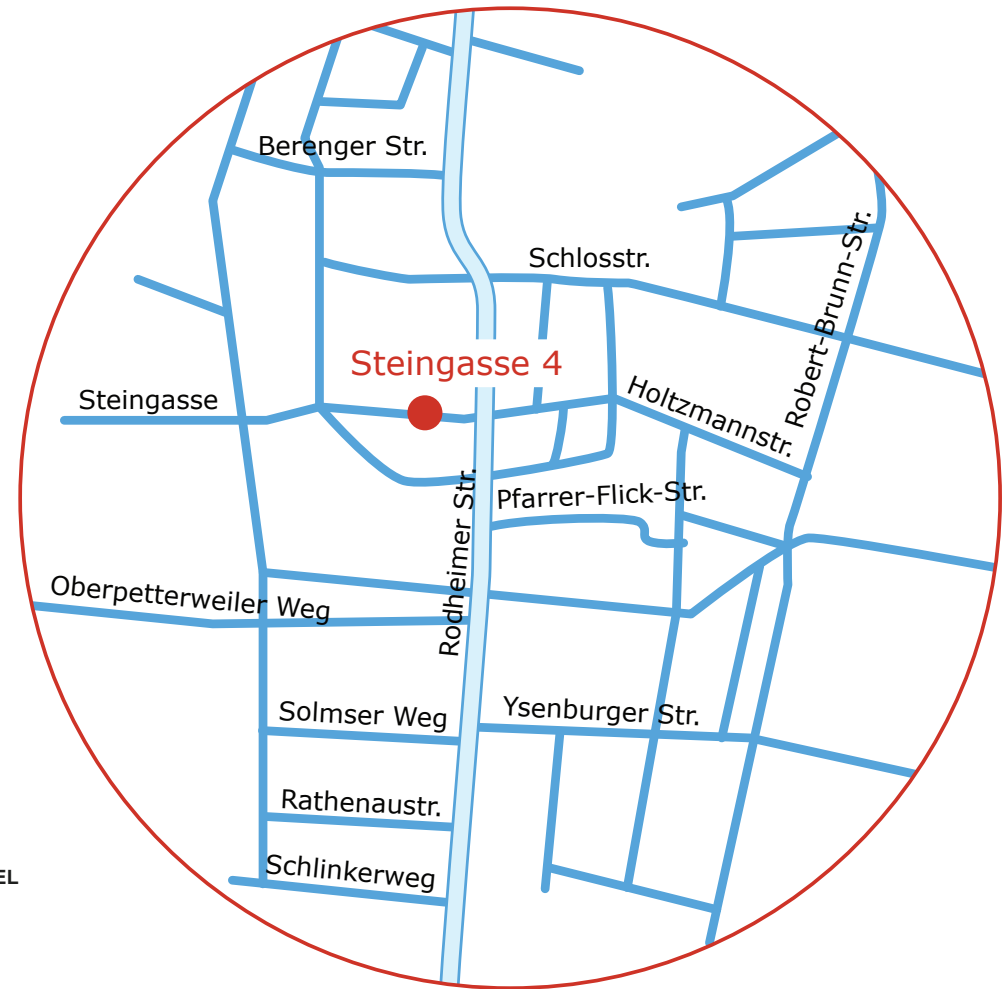 Berenger Str.
Schlosstr.
Robert-Brunn-Str.
Steingasse 4
Steingasse
Holtzmannstr.
Pfarrer-Flick-Str.
Rodheimer Str.
Oberpetterweiler Weg
Solmser Weg
Ysenburger Str.
Rathenaustr.
Schlinkerweg
EL